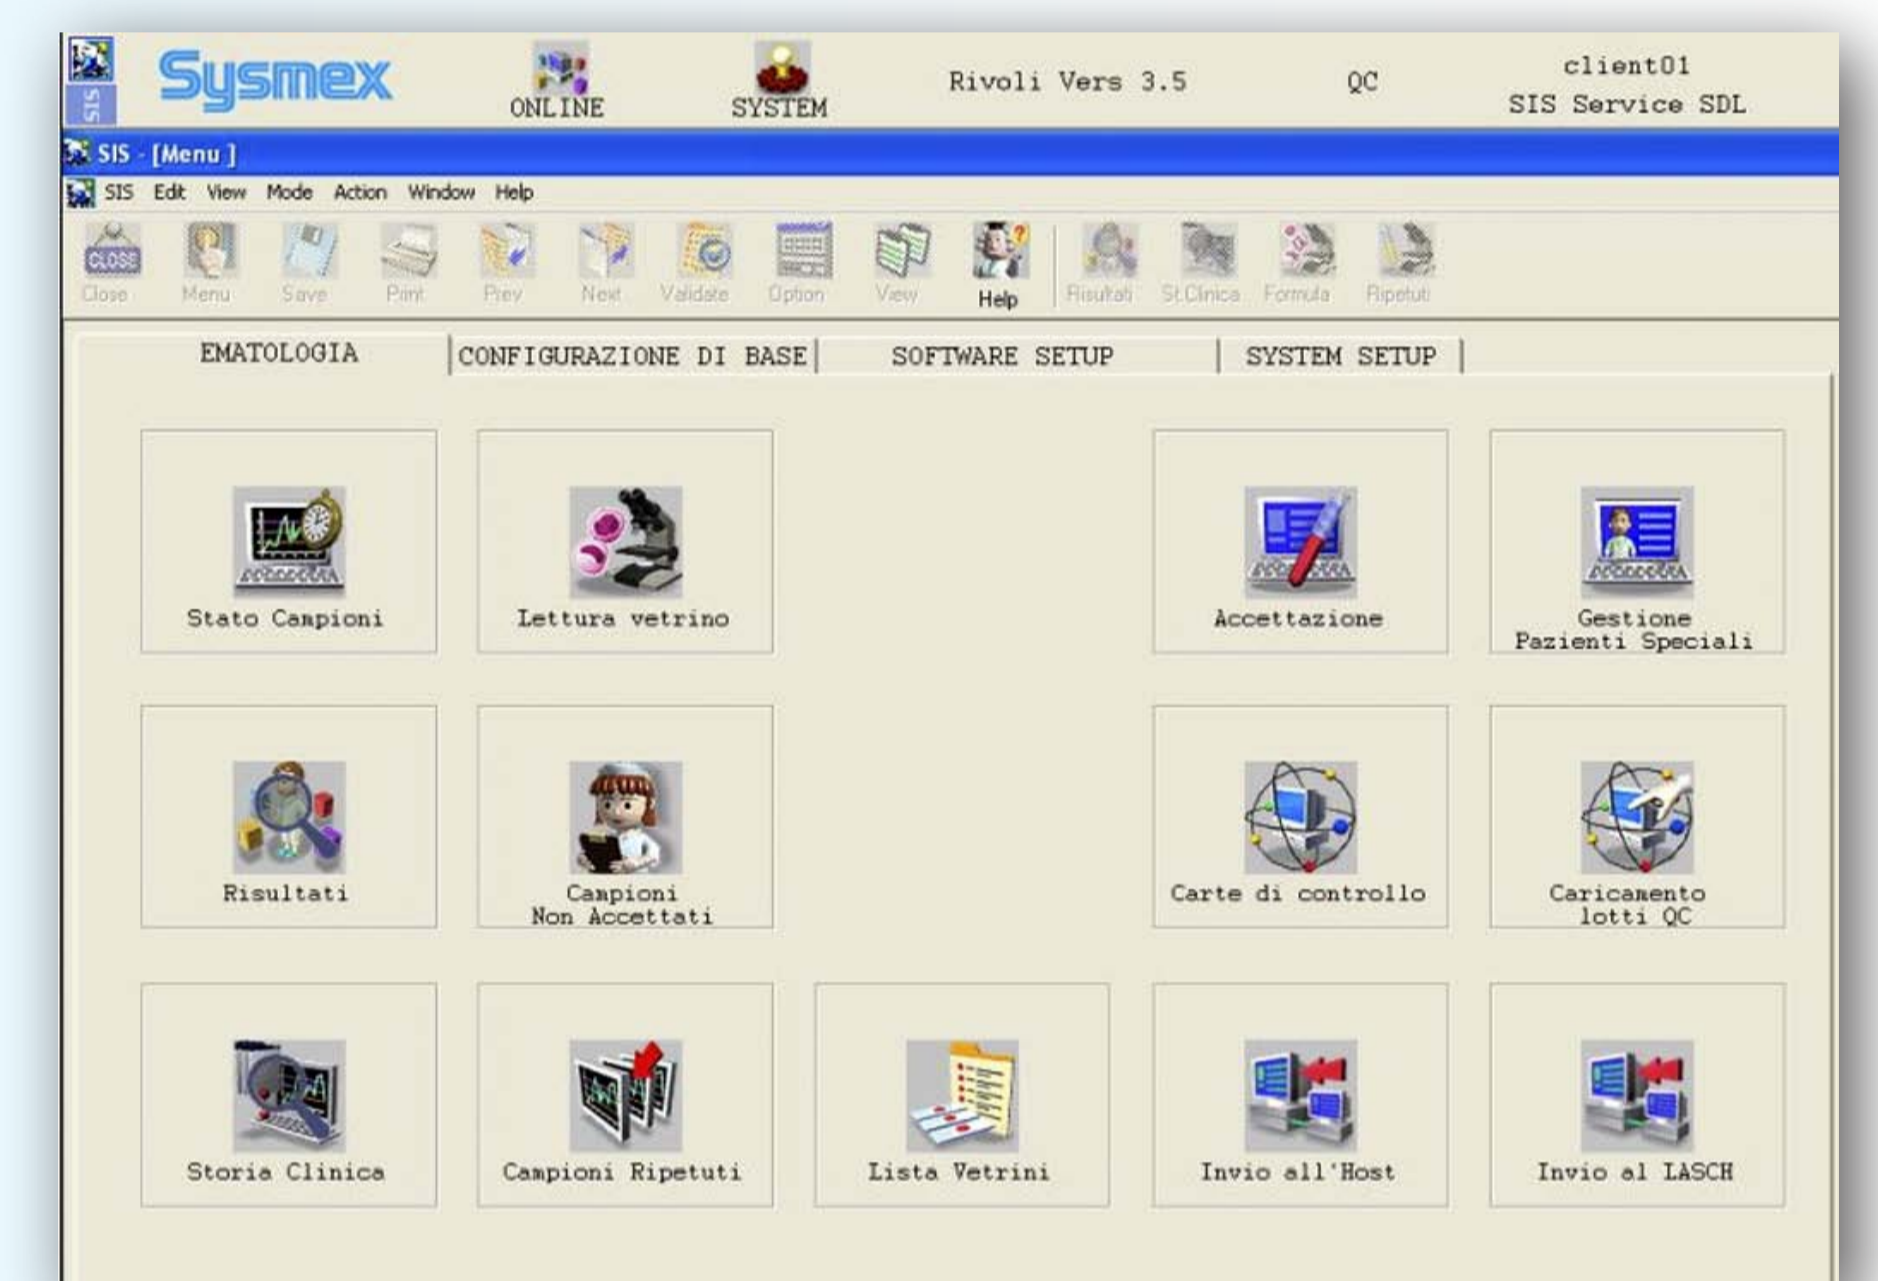 SIS
Sysmex
ONLINE
SYSTEM
Rivoli Vers 3.5
QC
client01
SIS Service SDL
SIS - [Menu ]
SIS Edit View Mode Action Window Help
CLOSE
Close Menu Save Print Prev Next Validate Option View Help Risultati St.Clinica Formula Ripetuti
EMATOLOGIA CONFIGURAZIONE DI BASE SOFTWARE SETUP SYSTEM SETUP
Stato Campioni
Lettura vetrino
Accettazione
Gestione
Pazienti Speciali
Risultati
Campioni
Non Accettati
Carte di controllo
Caricamento
lotti QC
Storia Clinica
Campioni Ripetuti
Lista Vetrini
Invio all'Host
Invio al LASCH